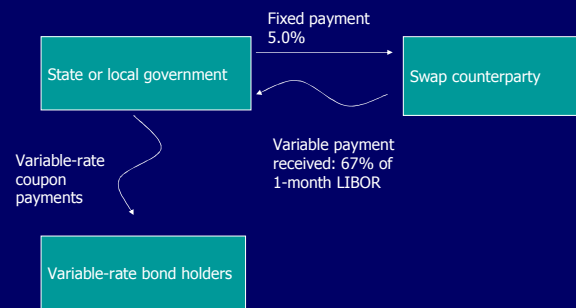 Fixed payment
5.0%
State or local government
Swap counterparty
Variable payment
received: 67% of
1-month LIBOR
Variable-rate
coupon
payments
Variable-rate bond holders